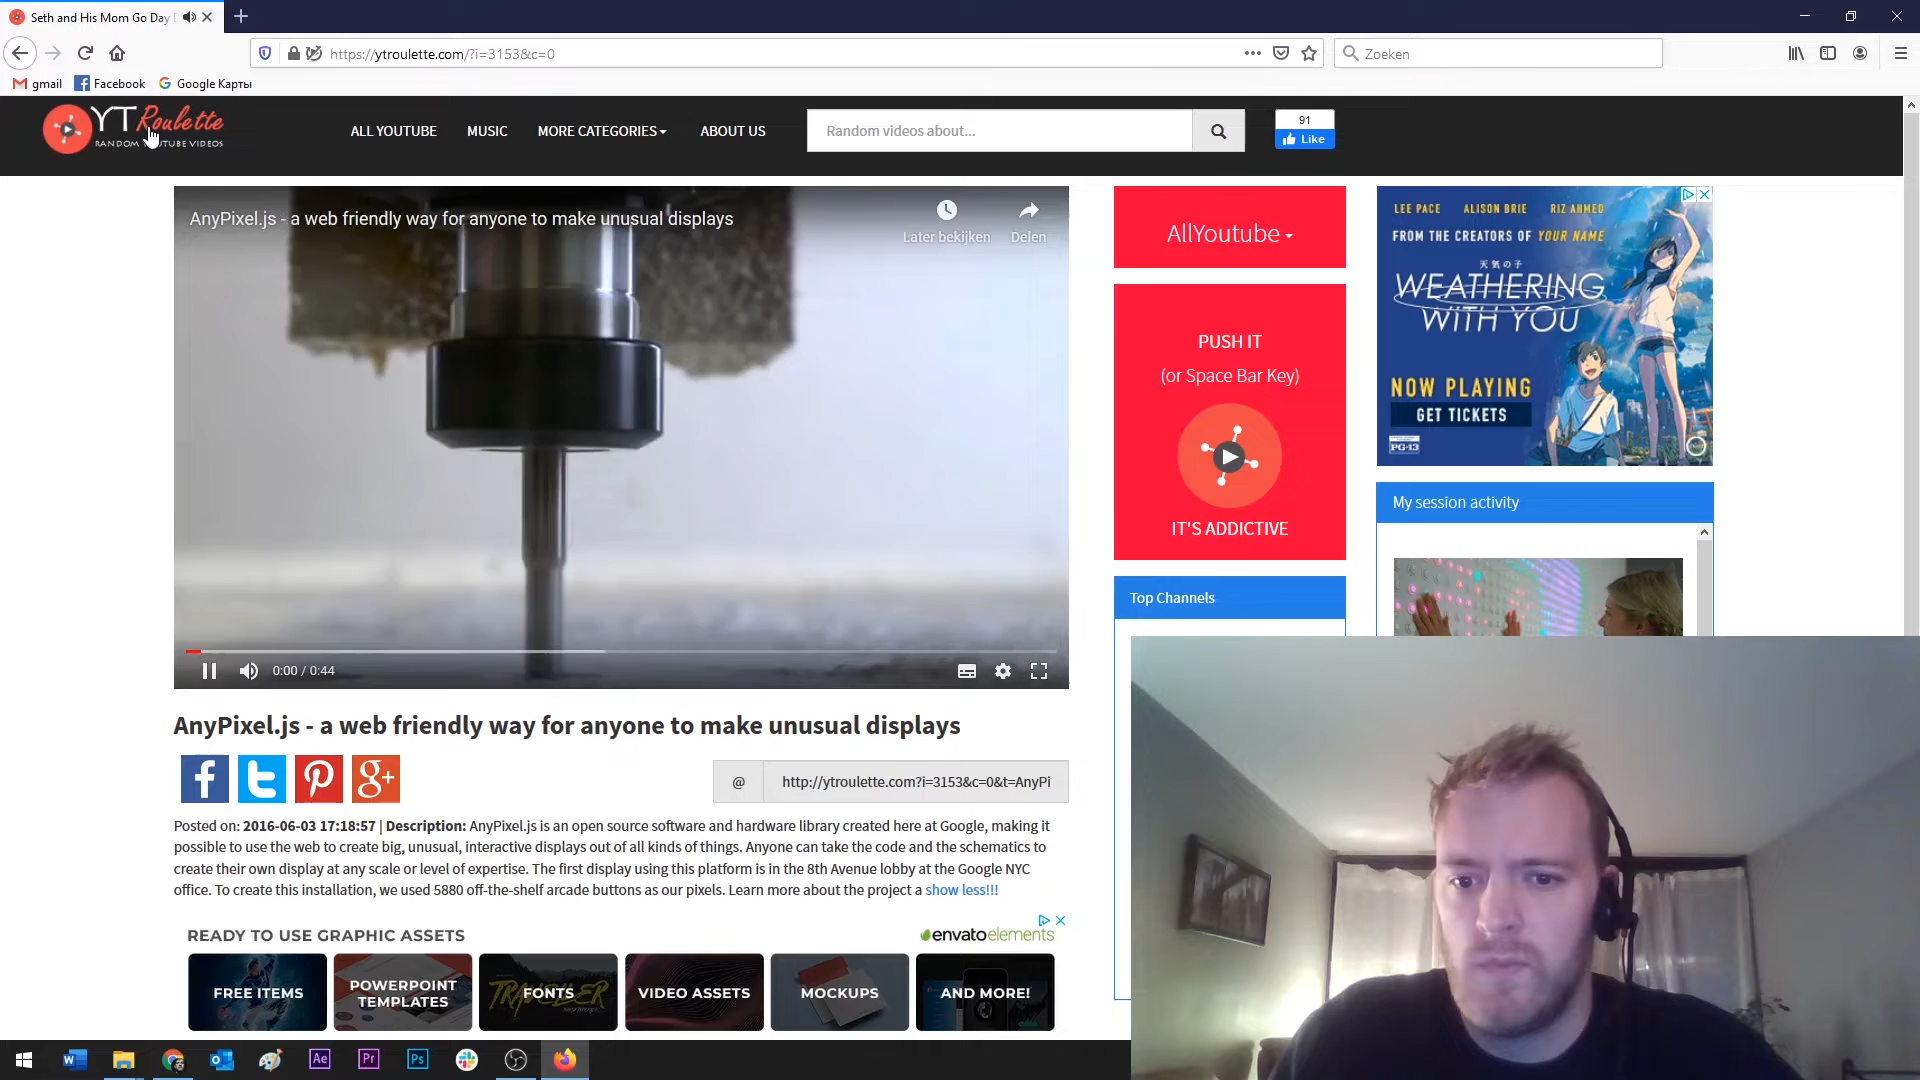 Seth and His Mom Go Day
https://ytroulette.com/?i=3153&c=0
Zoeken
gmail
Facebook
Google Карты
YT Roulette
RANDOM YOUTUBE VIDEOS
ALL YOUTUBE
MUSIC
MORE CATEGORIES
ABOUT US
Random videos about...
91
Like
AnyPixel.js - a web friendly way for anyone to make unusual displays
Later bekijken
Delen
0:00 / 0:44
AllYoutube
PUSH IT
(or Space Bar Key)
IT'S ADDICTIVE
LEE PACE ALISON BRIE RIZ AHMED
FROM THE CREATORS OF YOUR NAME
天気の子
WEATHERING
WITH YOU
NOW PLAYING
GET TICKETS
PG-13
My session activity
Top Channels
AnyPixel.js - a web friendly way for anyone to make unusual displays
@
http://ytroulette.com?i=3153&c=0&t=AnyPi
Posted on: 2016-06-03 17:18:57 | Description: AnyPixel.js is an open source software and hardware library created here at Google, making it
possible to use the web to create big, unusual, interactive displays out of all kinds of things. Anyone can take the code and the schematics to
create their own display at any scale or level of expertise. The first display using this platform is in the 8th Avenue lobby at the Google NYC
office. To create this installation, we used 5880 off-the-shelf arcade buttons as our pixels. Learn more about the project a show less!!!
READY TO USE GRAPHIC ASSETS
envatoelements
FREE ITEMS
POWERPOINT
TEMPLATES
FONTS
VIDEO ASSETS
MOCKUPS
AND MORE!
Ae
Pr
Ps